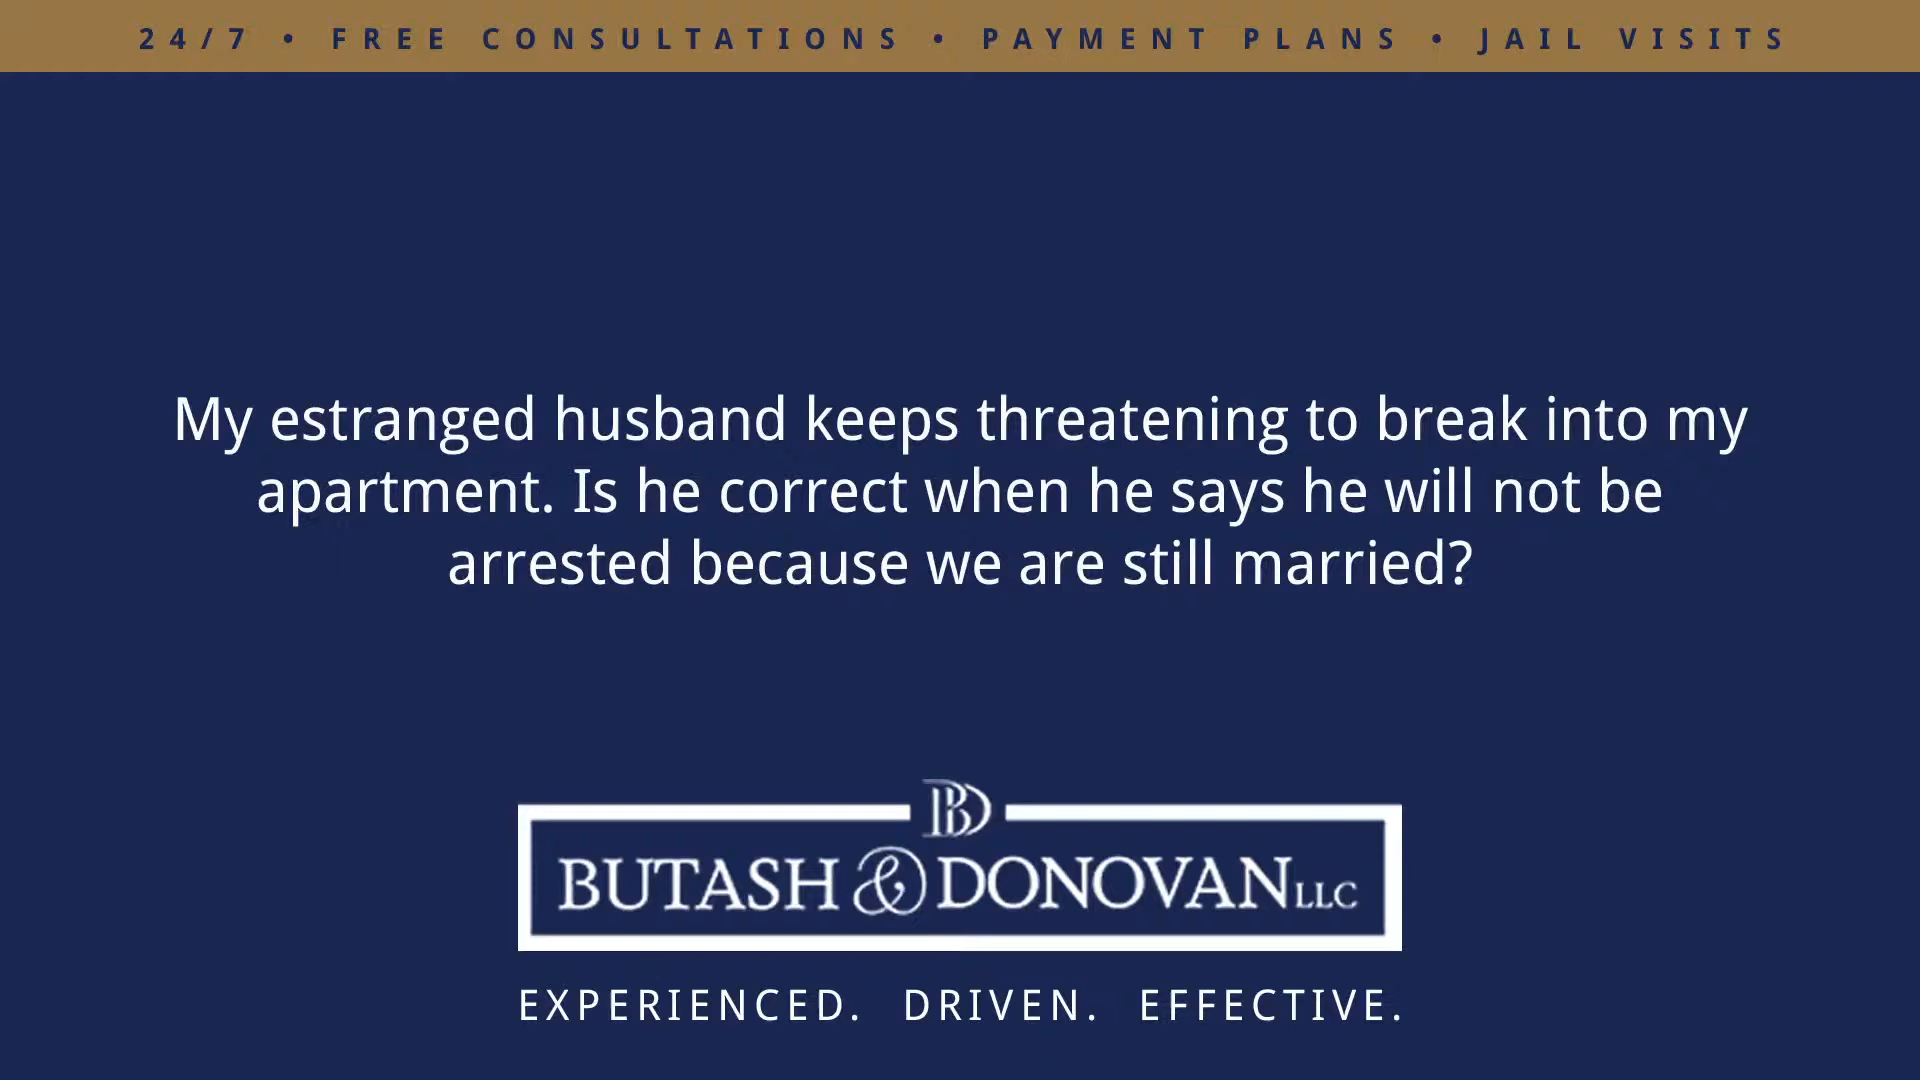 24/7 • FREE CONSULTATIONS • PAYMENT PLANS • JAIL VISITS
My estranged husband keeps threatening to break into my
apartment. Is he correct when he says he will not be
arrested because we are still married?
BD
BUTASH & DONOVAN LLC
EXPERIENCED. DRIVEN. EFFECTIVE.